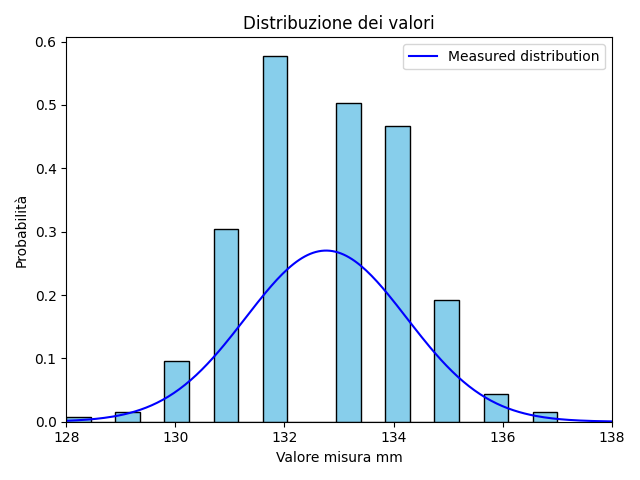 Distribuzione dei valori
Measured distribution
0.6
0.5
0.4
0.3
0.2
0.1
0.0
Probabilità
128 130 132 134 136 138
Valore misura mm